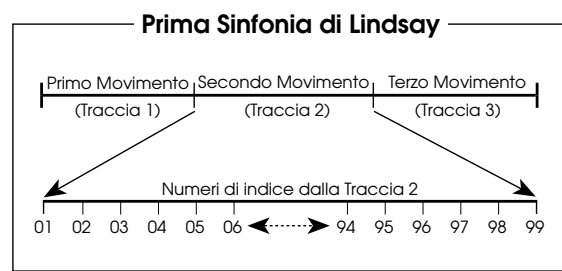 Prima Sinfonia di Lindsay
Primo Movimento Secondo Movimento Terzo Movimento
(Traccia 1) (Traccia 2) (Traccia 3)
Numeri di indice dalla Traccia 2
01 02 03 04 05 06 94 95 96 97 98 99